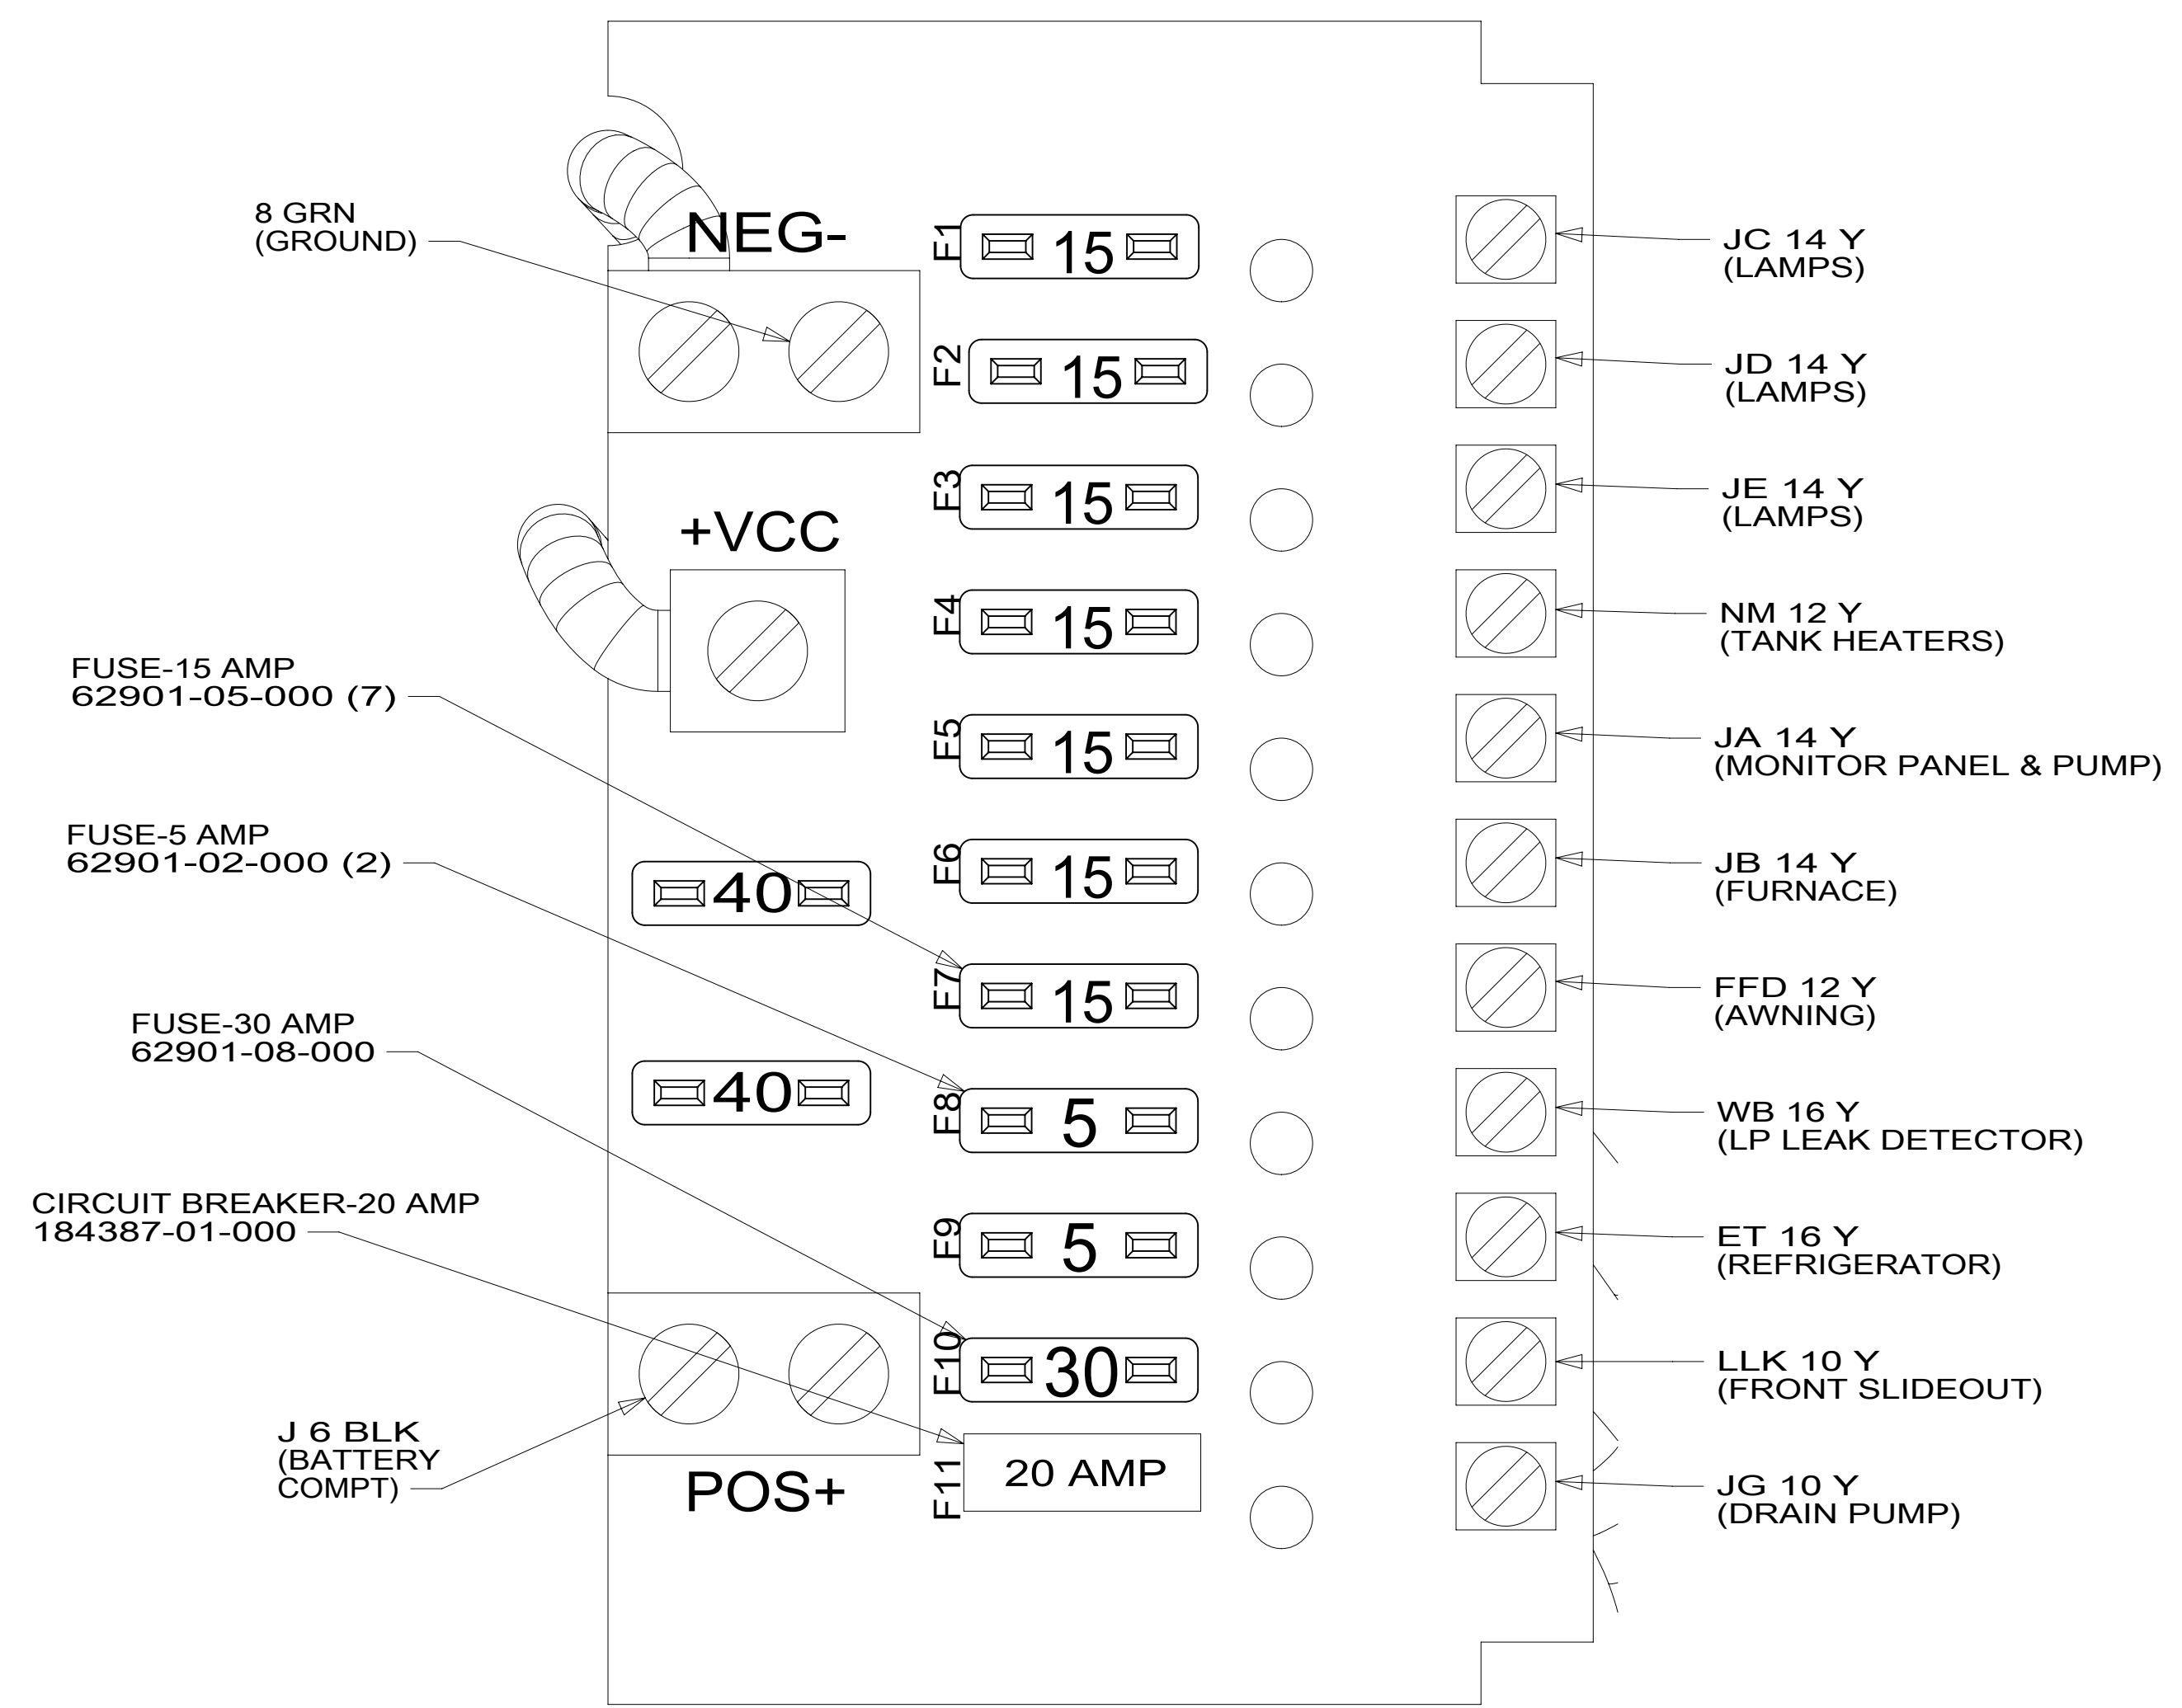 8 GRN
(GROUND)
FUSE-15 AMP
62901-05-000 (7)
FUSE-5 AMP
62901-02-000 (2)
FUSE-30 AMP
62901-08-000
CIRCUIT BREAKER-20 AMP
184387-01-000
J 6 BLK
(BATTERY
COMPT)
NEG-
+VCC
40
40
POS+
F1 15
F2 15
F3 15
F4 15
F5 15
F6 15
F7 15
F8 5
F9 5
F10 30
F11 20 AMP
JC 14 Y
(LAMPS)
JD 14 Y
(LAMPS)
JE 14 Y
(LAMPS)
NM 12 Y
(TANK HEATERS)
JA 14 Y
(MONITOR PANEL & PUMP)
JB 14 Y
(FURNACE)
FFD 12 Y
(AWNING)
WB 16 Y
(LP LEAK DETECTOR)
ET 16 Y
(REFRIGERATOR)
LLK 10 Y
(FRONT SLIDEOUT)
JG 10 Y
(DRAIN PUMP)